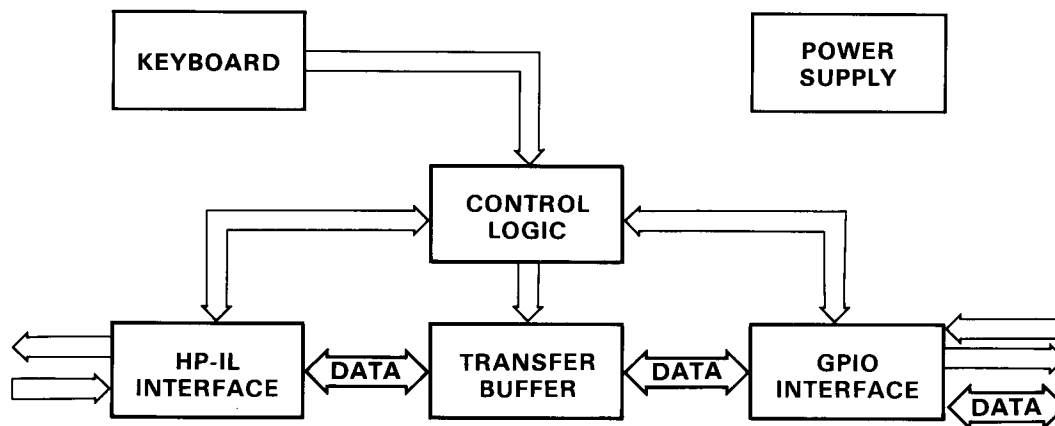 KEYBOARD
POWER
SUPPLY
CONTROL
LOGIC
HP-IL
INTERFACE
DATA
TRANSFER
BUFFER
DATA
GPIO
INTERFACE
DATA